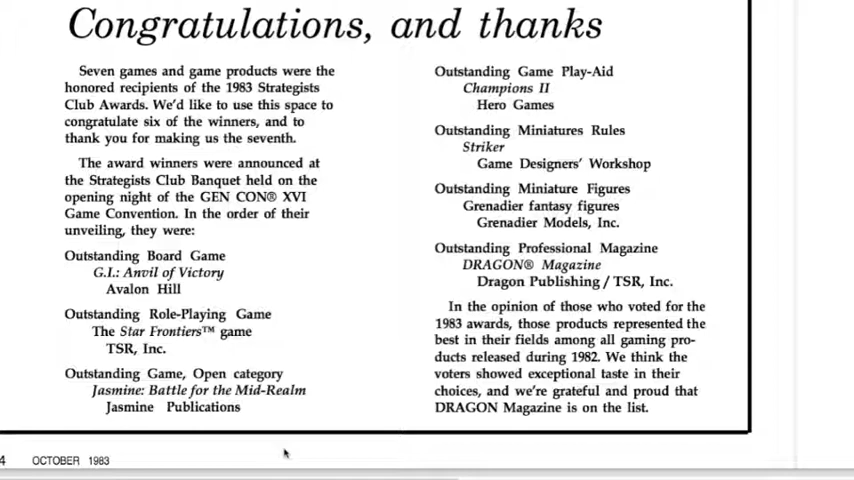 Congratulations, and thanks
Seven games and game products were the
honored recipients of the 1983 Strategists
Club Awards. We'd like to use this space to
congratulate six of the winners, and to
thank you for making us the seventh.
The award winners were announced at
the Strategists Club Banquet held on the
opening night of the GEN CON® XVI
Game Convention. In the order of their
unveiling, they were:
Outstanding Board Game
G.I.: Anvil of Victory
Avalon Hill
Outstanding Role-Playing Game
The Star Frontiers™ game
TSR, Inc.
Outstanding Game, Open category
Jasmine: Battle for the Mid-Realm
Jasmine Publications
Outstanding Game Play-Aid
Champions II
Hero Games
Outstanding Miniatures Rules
Striker
Game Designers' Workshop
Outstanding Miniature Figures
Grenadier fantasy figures
Grenadier Models, Inc.
Outstanding Professional Magazine
DRAGON® Magazine
Dragon Publishing / TSR, Inc.
In the opinion of those who voted for the
1983 awards, those products represented the
best in their fields among all gaming pro-
ducts released during 1982. We think the
voters showed exceptional taste in their
choices, and we're grateful and proud that
DRAGON Magazine is on the list.
4 OCTOBER 1983